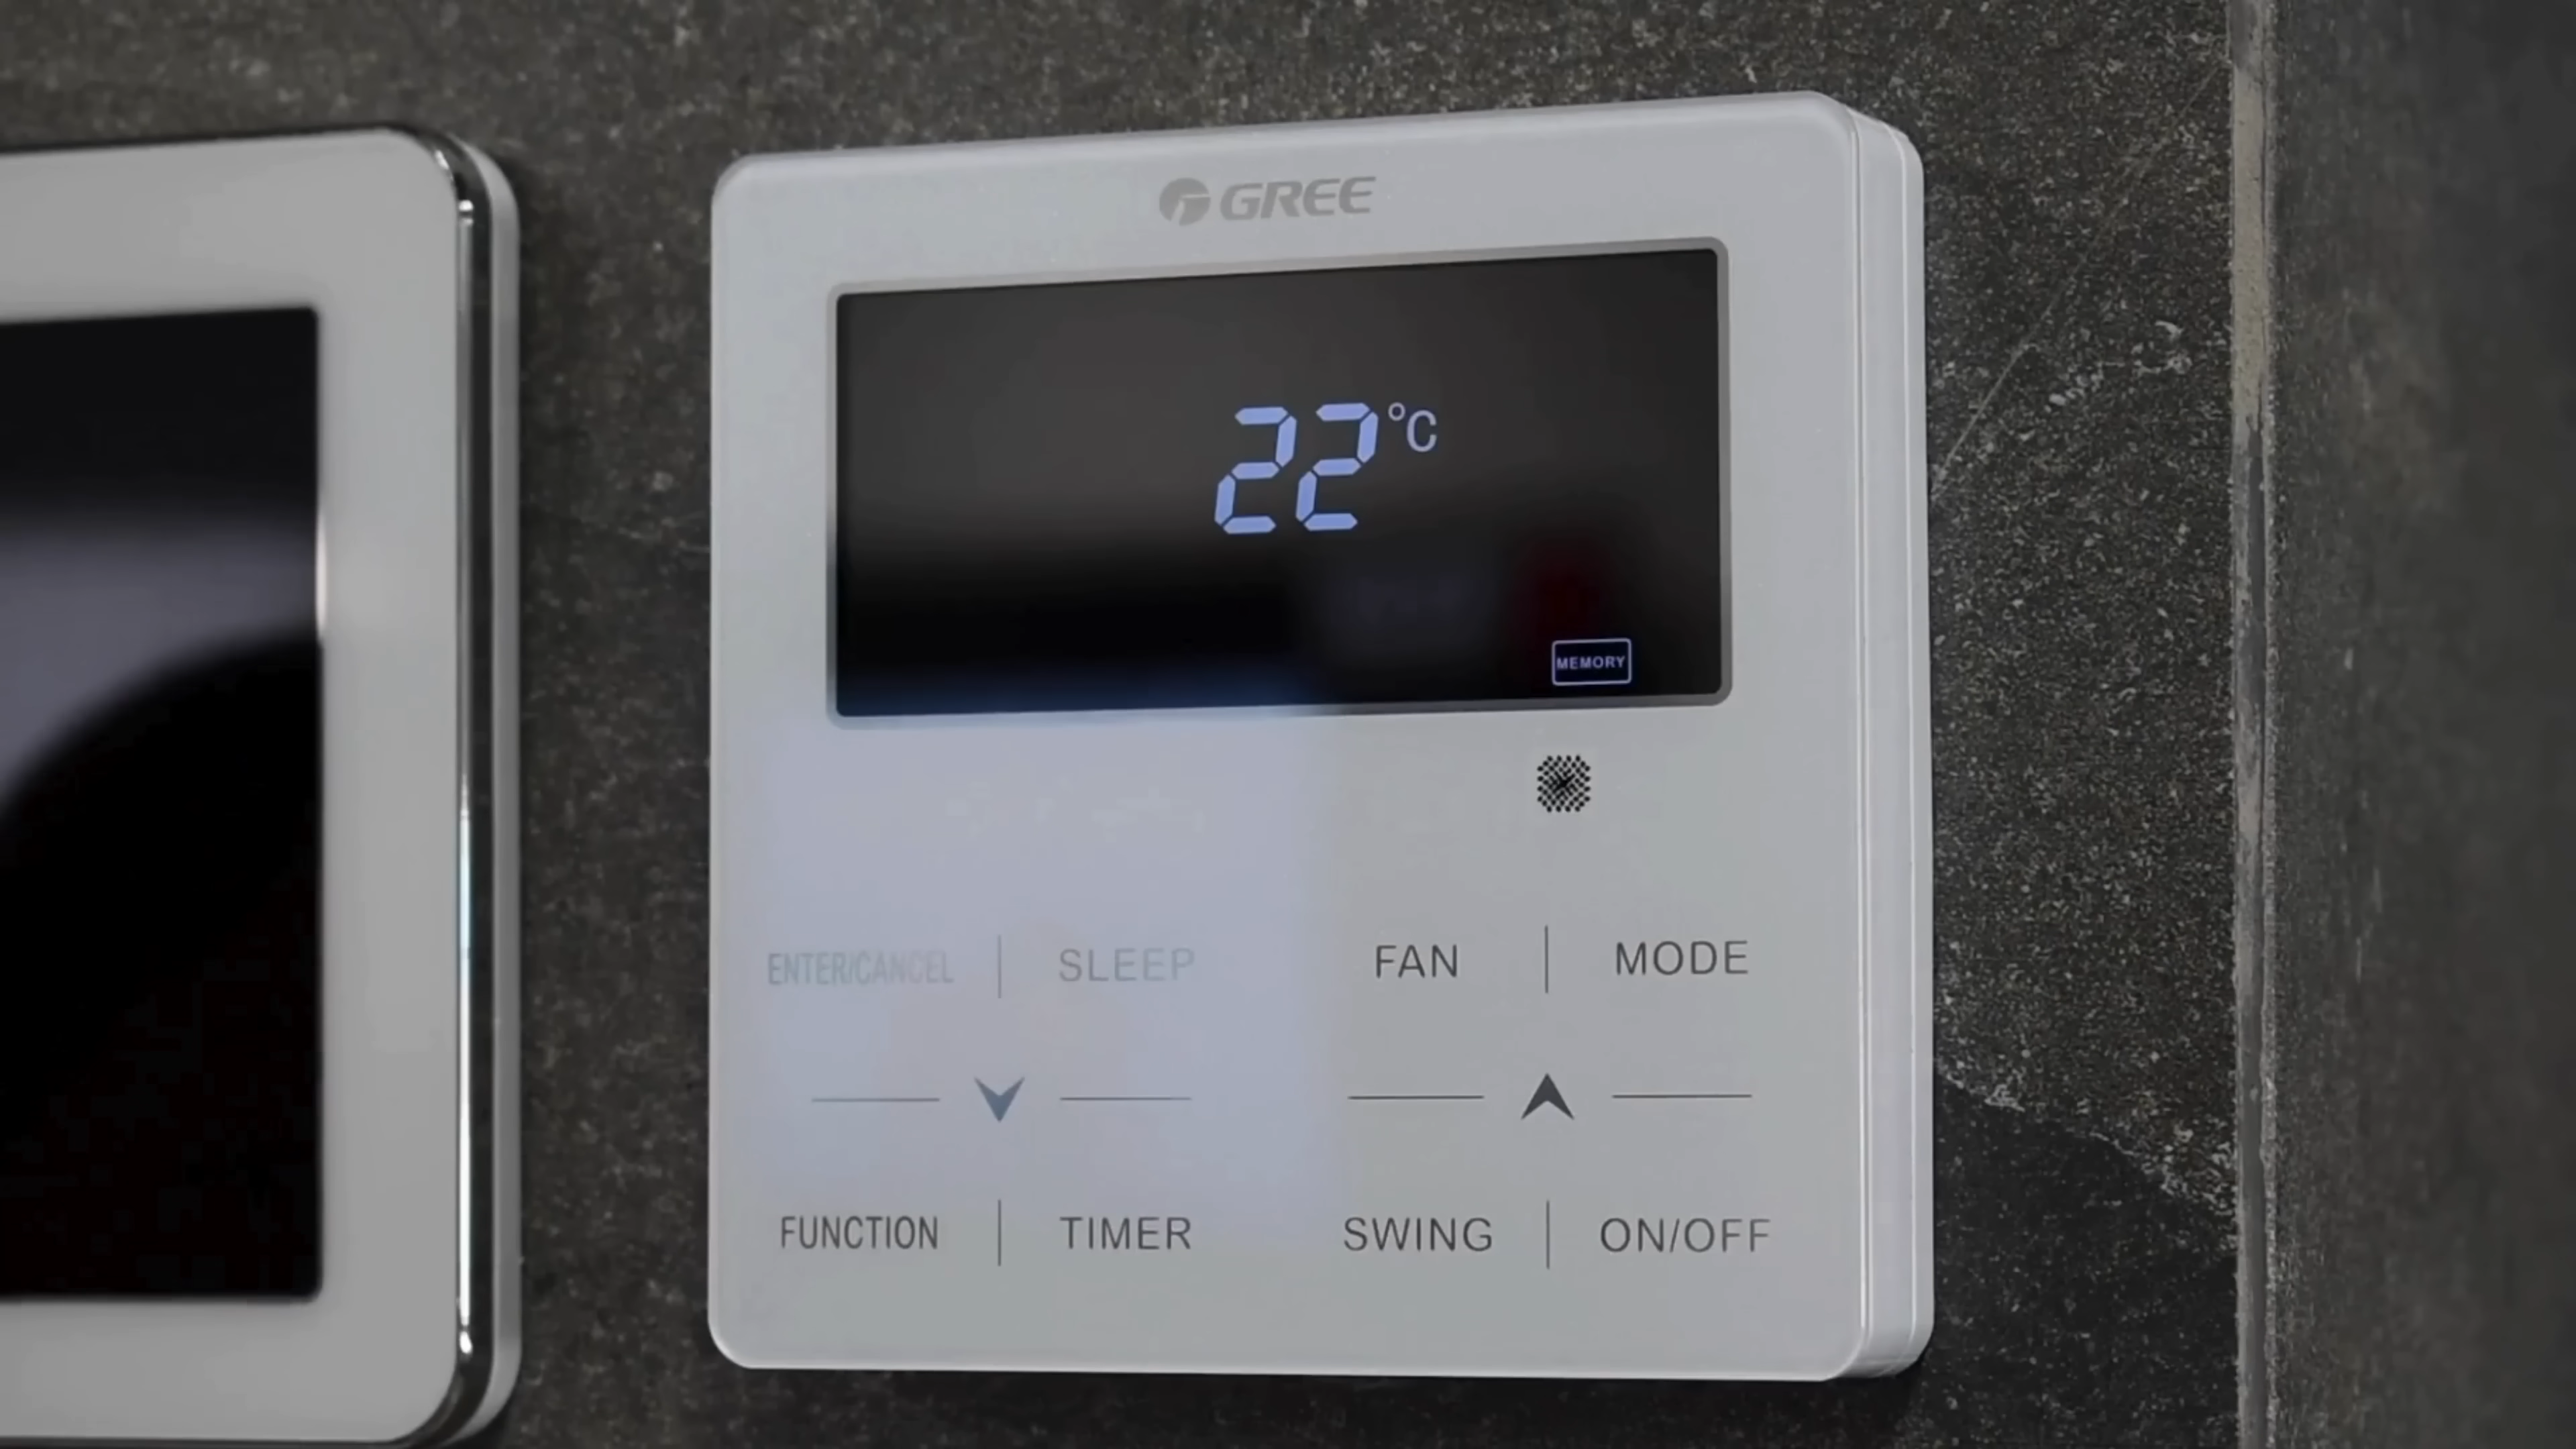 GREE
22°C
MEMORY
ENTER/CANCEL SLEEP FAN MODE
FUNCTION TIMER SWING ON/OFF